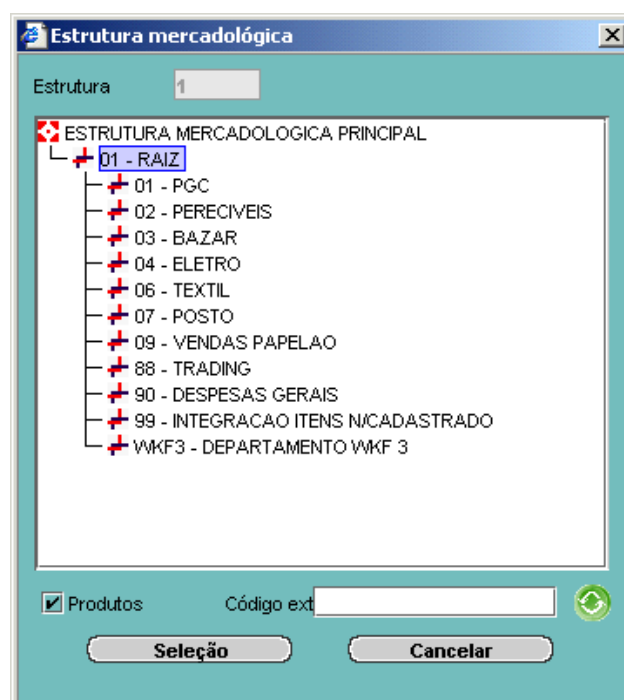 Estrutura mercadológica
Estrutura 1
ESTRUTURA MERCADOLOGICA PRINCIPAL
01 - RAIZ
01 - PGC
02 - PERECIVEIS
03 - BAZAR
04 - ELETRO
06 - TEXTIL
07 - POSTO
09 - VENDAS PAPELAO
88 - TRADING
90 - DESPESAS GERAIS
99 - INTEGRACAO ITENS N/CADASTRADO
WKF3 - DEPARTAMENTO WKF 3
Produtos Código ext
Seleção Cancelar